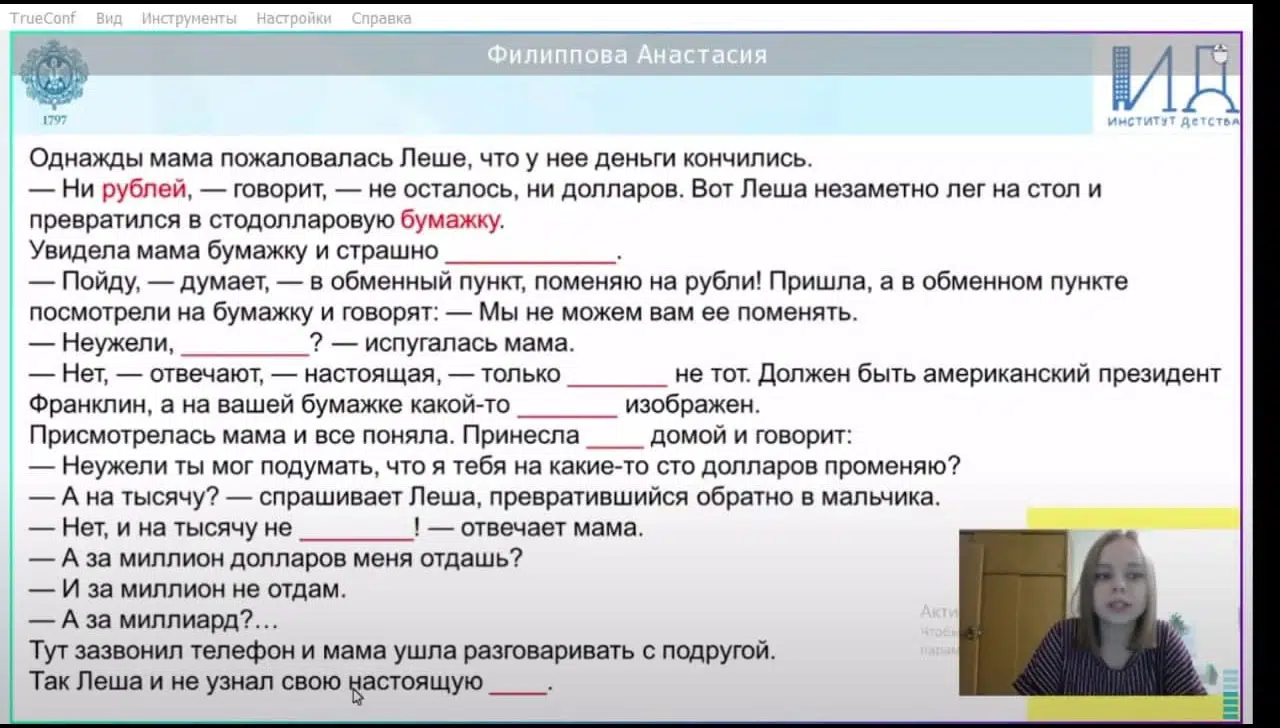 TrueConf Вид Инструменты Настройки Справка
Филиппова Анастасия
1797
ИД
ИНСТИТУТ ДЕТСТВА
Однажды мама пожаловалась Леше, что у нее деньги кончились.
— Ни рублей, — говорит, — не осталось, ни долларов. Вот Леша незаметно лег на стол и
превратился в стодолларовую бумажку.
Увидела мама бумажку и страшно ____________.
— Пойду, — думает, — в обменный пункт, поменяю на рубли! Пришла, а в обменном пункте
посмотрели на бумажку и говорят: — Мы не можем вам ее поменять.
— Неужели, _________? — испугалась мама.
— Нет, — отвечают, — настоящая, — только _______ не тот. Должен быть американский президент
Франклин, а на вашей бумажке какой-то _______ изображен.
Присмотрелась мама и все поняла. Принесла ____ домой и говорит:
— Неужели ты мог подумать, что я тебя на какие-то сто долларов променяю?
— А на тысячу? — спрашивает Леша, превратившийся обратно в мальчика.
— Нет, и на тысячу не ________! — отвечает мама.
— А за миллион долларов меня отдашь?
— И за миллион не отдам.
— А за миллиард?…
Тут зазвонил телефон и мама ушла разговаривать с подругой.
Так Леша и не узнал свою настоящую ____.
Акти
Чтобы
парам